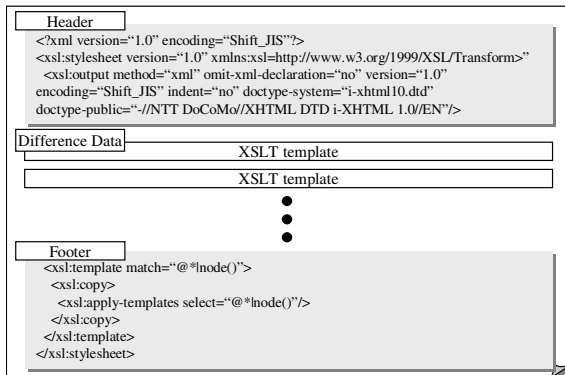 Header
<?xml version=“1.0” encoding=“Shift_JIS”?>
<xsl:stylesheet version=“1.0” xmlns:xsl=http://www.w3.org/1999/XSL/Transform>”
<xsl:output method=“xml” omit-xml-declaration=“no” version=“1.0”
encoding=“Shift_JIS” indent=“no” doctype-system=“i-xhtml10.dtd”
doctype-public=“-//NTT DoCoMo//XHTML DTD i-XHTML 1.0//EN”/>
Difference Data
XSLT template
XSLT template
Footer
<xsl:template match=“@*|node()”>
<xsl:copy>
<xsl:apply-templates select=“@*|node()”/>
</xsl:copy>
</xsl:template>
</xsl:stylesheet>